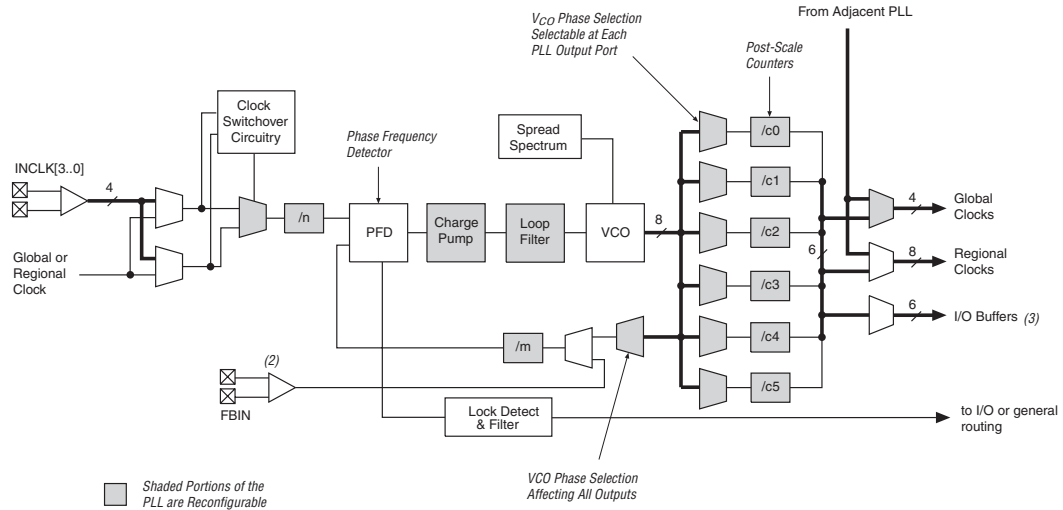 From Adjacent PLL
VCO Phase Selection
Selectable at Each
PLL Output Port
Post-Scale
Counters
Clock
Switchover
Circuitry
Phase Frequency
Detector
Spread
Spectrum
/c0
INCLK[3..0]
4
/c1
4
Global
Clocks
/n
PFD
Charge
Pump
Loop
Filter
VCO
8
/c2
6
8
Regional
Clocks
Global or
Regional
Clock
/c3
6
I/O Buffers (3)
/m
/c4
(2)
/c5
FBIN
Lock Detect
& Filter
to I/O or general
routing
VCO Phase Selection
Affecting All Outputs
Shaded Portions of the
PLL are Reconfigurable